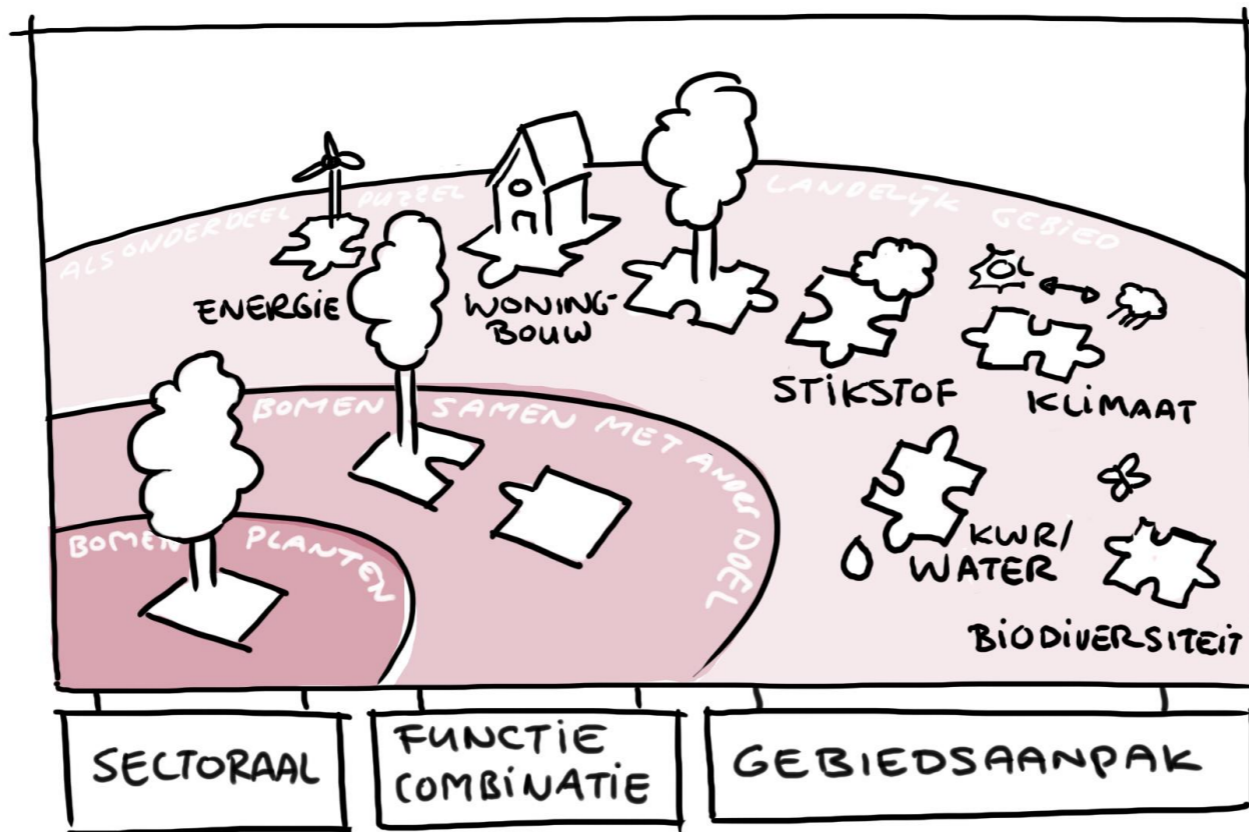 ALS ONDERDEEL PUZZEL LANDELIJK GEBIED
ENERGIE
WONING-
BOUW
STIKSTOF
KLIMAAT
KWR/
WATER
BIODIVERSITEIT
BOMEN SAMEN MET ANDER DOEL
BOMEN PLANTEN
SECTORAAL
FUNCTIE
COMBINATIE
GEBIEDSAANPAK